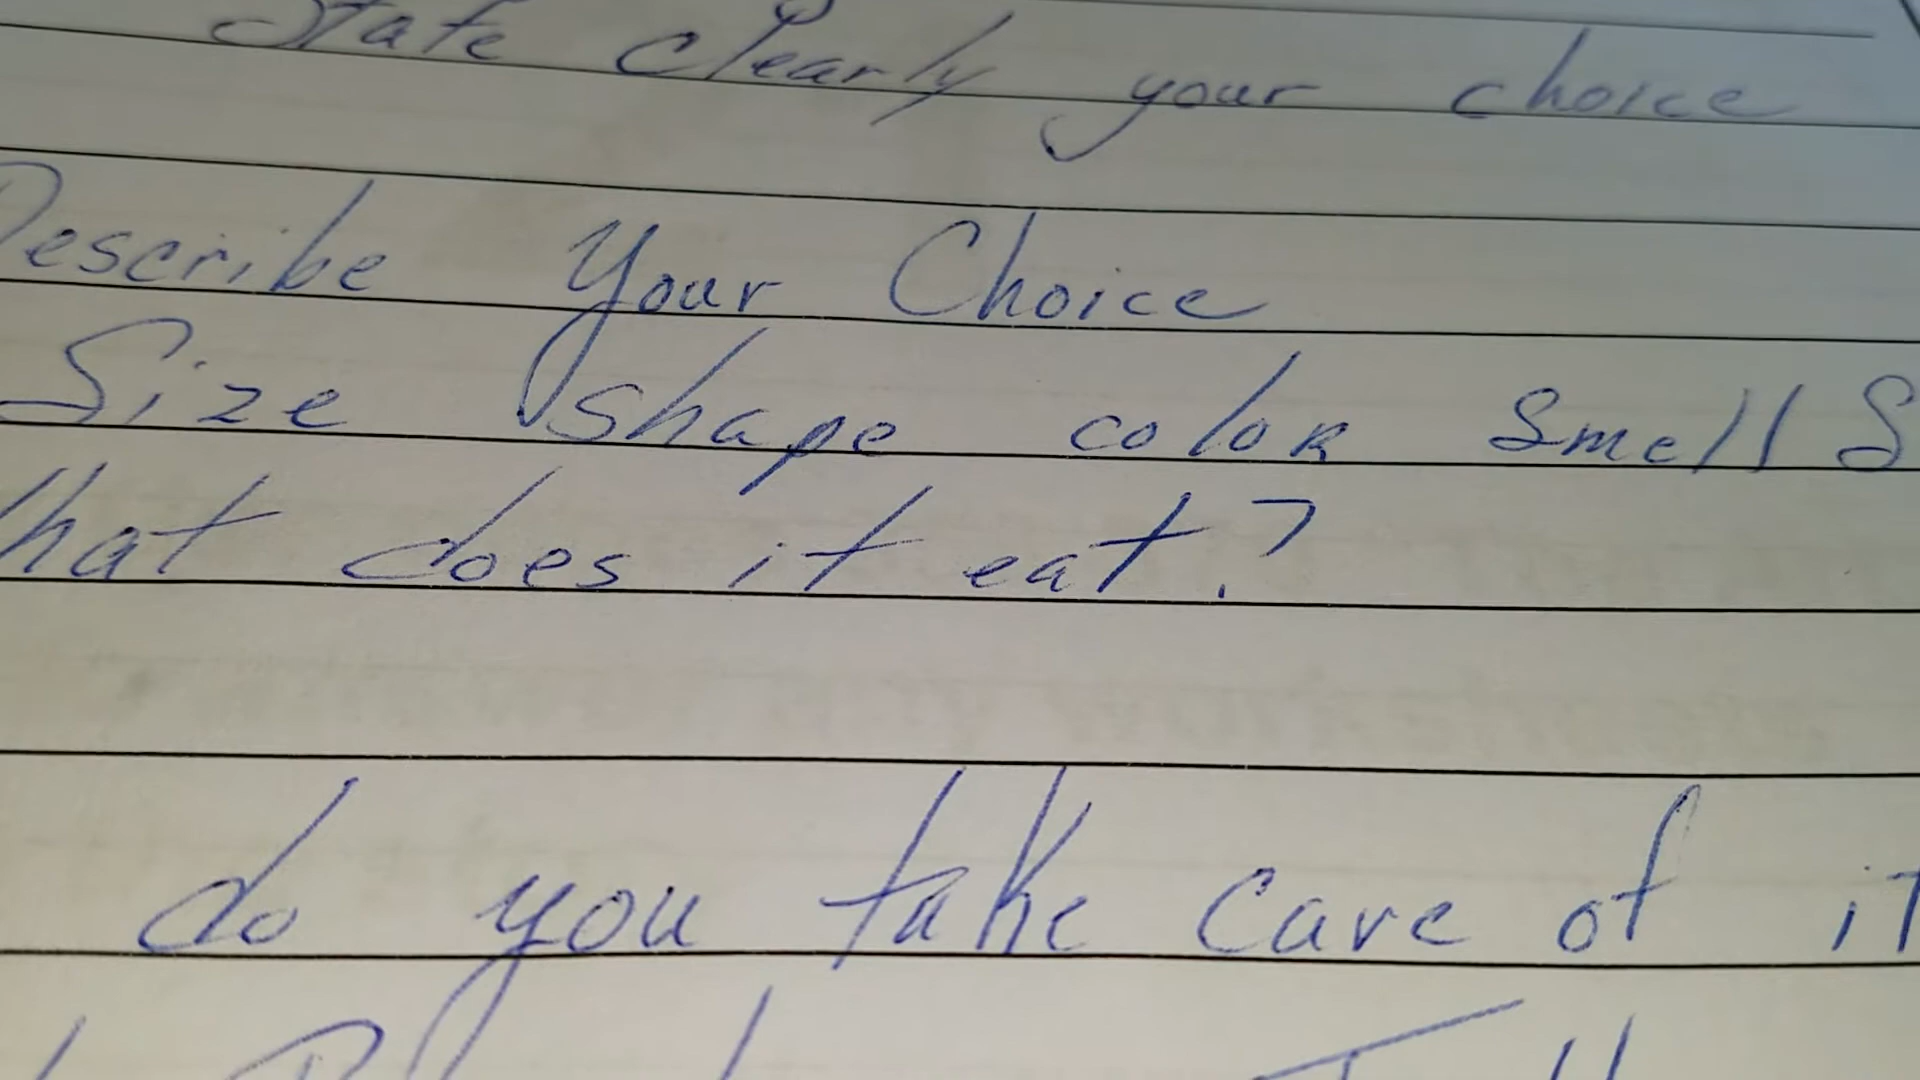 State clearly your choice
Describe Your Choice
Size shape color Smell S
hat does it eat?
do you take care of it